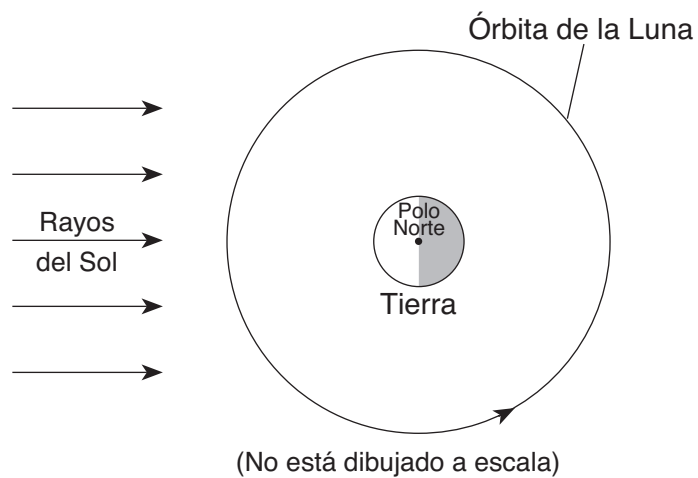 Órbita de la Luna
Rayos
del Sol
Polo
Norte
Tierra
(No está dibujado a escala)